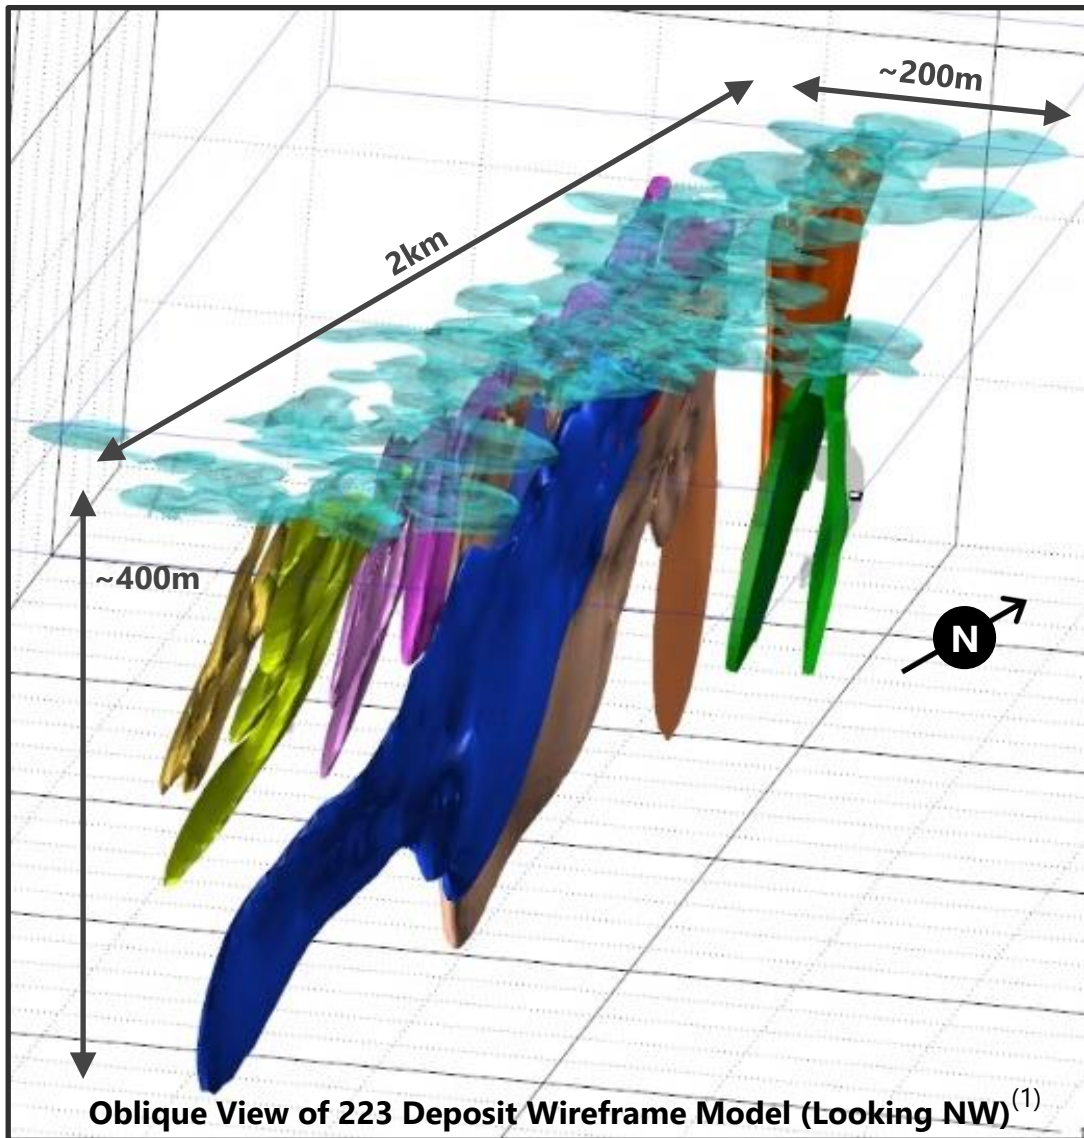 ~200m
2km
~400m
N
Oblique View of 223 Deposit Wireframe Model (Looking NW)(1)